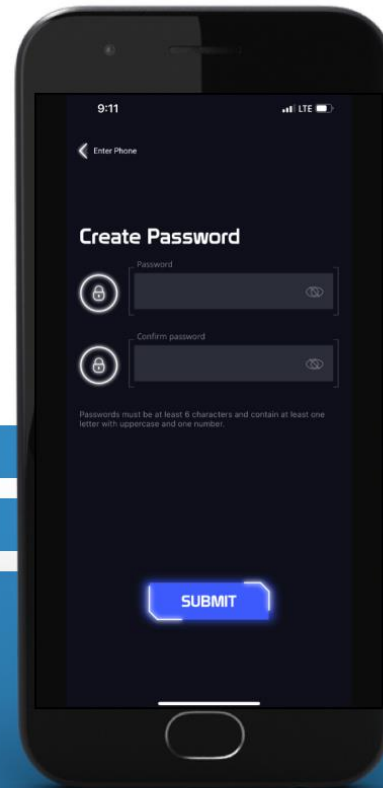 9:11
LTE
Enter Phone
Create Password
Password
Confirm password
Passwords must be at least 6 characters and contain at least one
letter with uppercase and one number.
SUBMIT